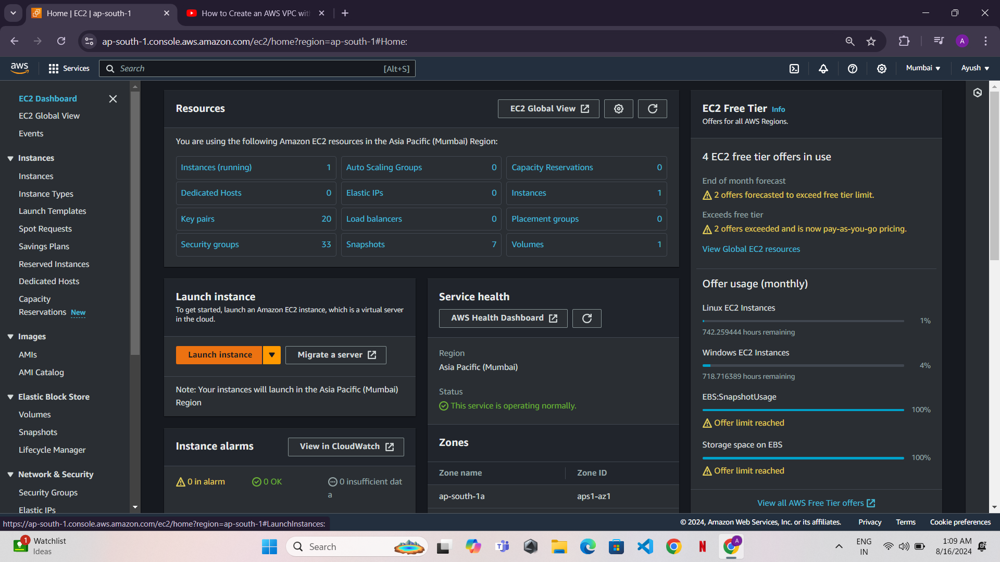 Home | EC2 | ap-south-1
How to Create an AWS VPC wit
ap-south-1.console.aws.amazon.com/ec2/home?region=ap-south-1#Home:
A
aws
Services
Search
[Alt+S]
Mumbai
Ayush
EC2 Dashboard
EC2 Global View
Events
Instances
Instances
Instance Types
Launch Templates
Spot Requests
Savings Plans
Reserved Instances
Dedicated Hosts
Capacity
Reservations New
Images
AMIs
AMI Catalog
Elastic Block Store
Volumes
Snapshots
Lifecycle Manager
Network & Security
Security Groups
Elastic IPs
Resources
EC2 Global View
You are using the following Amazon EC2 resources in the Asia Pacific (Mumbai) Region:
Instances (running) 1
Auto Scaling Groups 0
Capacity Reservations 0
Dedicated Hosts 0
Elastic IPs 0
Instances 1
Key pairs 20
Load balancers 0
Placement groups 0
Security groups 33
Snapshots 7
Volumes 1
Launch instance
To get started, launch an Amazon EC2 instance, which is a virtual server
in the cloud.
Launch instance
Migrate a server
Note: Your instances will launch in the Asia Pacific (Mumbai)
Region
Instance alarms
View in CloudWatch
0 in alarm
0 OK
0 insufficient dat
a
Service health
AWS Health Dashboard
Region
Asia Pacific (Mumbai)
Status
This service is operating normally.
Zones
Zone name
Zone ID
ap-south-1a
aps1-az1
EC2 Free Tier Info
Offers for all AWS Regions.
4 EC2 free tier offers in use
End of month forecast
2 offers forecasted to exceed free tier limit.
Exceeds free tier
2 offers exceeded and is now pay-as-you-go pricing.
View Global EC2 resources
Offer usage (monthly)
Linux EC2 Instances
1%
742.259444 hours remaining
Windows EC2 Instances
4%
718.716389 hours remaining
EBS:SnapshotUsage
100%
Offer limit reached
Storage space on EBS
100%
Offer limit reached
View all AWS Free Tier offers
https://ap-south-1.console.aws.amazon.com/ec2/home?region=ap-south-1#LaunchInstances:
© 2024, Amazon Web Services, Inc. or its affiliates.
Privacy
Terms
Cookie preferences
1
Watchlist
Ideas
Search
N
A
ENG
IN
1:09 AM
8/16/2024